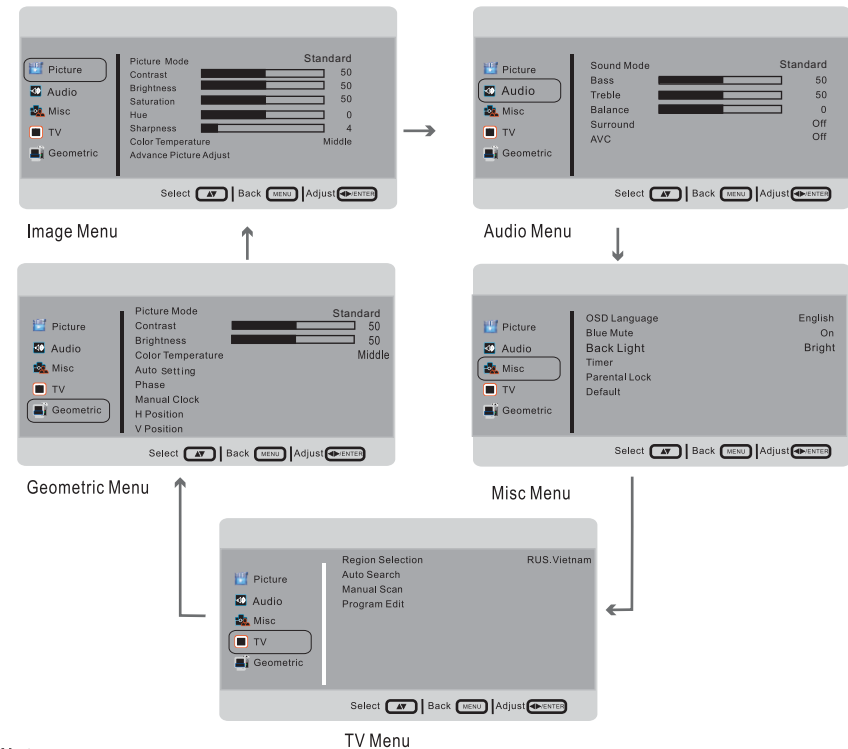 Picture
Audio
Misc
TV
Geometric
Picture Mode Standard
Contrast 50
Brightness 50
Saturation 50
Hue 0
Sharpness 4
Color Temperature Middle
Advance Picture Adjust
Select ▲▼ | Back MENU | Adjust ◀▶/ENTER
Image Menu
Picture
Audio
Misc
TV
Geometric
Sound Mode Standard
Bass 50
Treble 50
Balance 0
Surround Off
AVC Off
Select ▲▼ | Back MENU | Adjust ◀▶/ENTER
Audio Menu
Picture
Audio
Misc
TV
Geometric
Picture Mode Standard
Contrast 50
Brightness 50
Color Temperature Middle
Auto Setting
Phase
Manual Clock
H Position
V Position
Select ▲▼ | Back MENU | Adjust ◀▶/ENTER
Geometric Menu
Picture
Audio
Misc
TV
Geometric
OSD Language English
Blue Mute On
Back Light Bright
Timer
Parental Lock
Default
Select ▲▼ | Back MENU | Adjust ◀▶/ENTER
Misc Menu
Picture
Audio
Misc
TV
Geometric
Region Selection RUS.Vietnam
Auto Search
Manual Scan
Program Edit
Select ▲▼ | Back MENU | Adjust ◀▶/ENTER
TV Menu